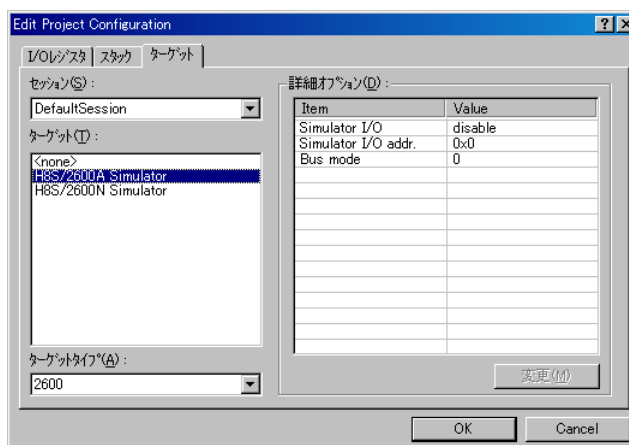 Edit Project Configuration
I/Oレジスタ スタック ターゲット
セッション(S) :
DefaultSession
ターゲット(T) :
<none>
H8S/2600A Simulator
H8S/2600N Simulator
ターゲットタイプ(A) :
2600
詳細オプション(D) :
Item Value
Simulator I/O disable
Simulator I/O addr. 0x0
Bus mode 0
変更(M)
OK Cancel